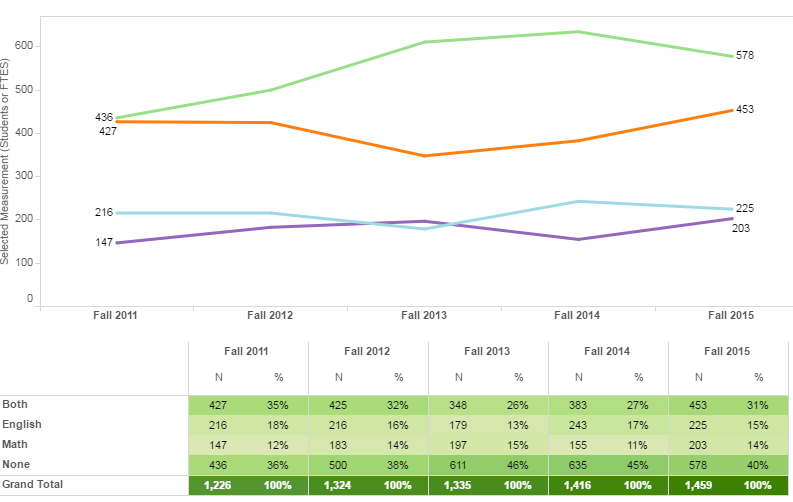 Selected Measurement (Students or FTES)
600
500
400
300
200
100
0
436
427
216
147
578
453
225
203
Fall 2011 Fall 2012 Fall 2013 Fall 2014 Fall 2015
Fall 2011 Fall 2012 Fall 2013 Fall 2014 Fall 2015
N % N % N % N % N %
Both 427 35% 425 32% 348 26% 383 27% 453 31%
English 216 18% 216 16% 179 13% 243 17% 225 15%
Math 147 12% 183 14% 197 15% 155 11% 203 14%
None 436 36% 500 38% 611 46% 635 45% 578 40%
Grand Total 1,226 100% 1,324 100% 1,335 100% 1,416 100% 1,459 100%